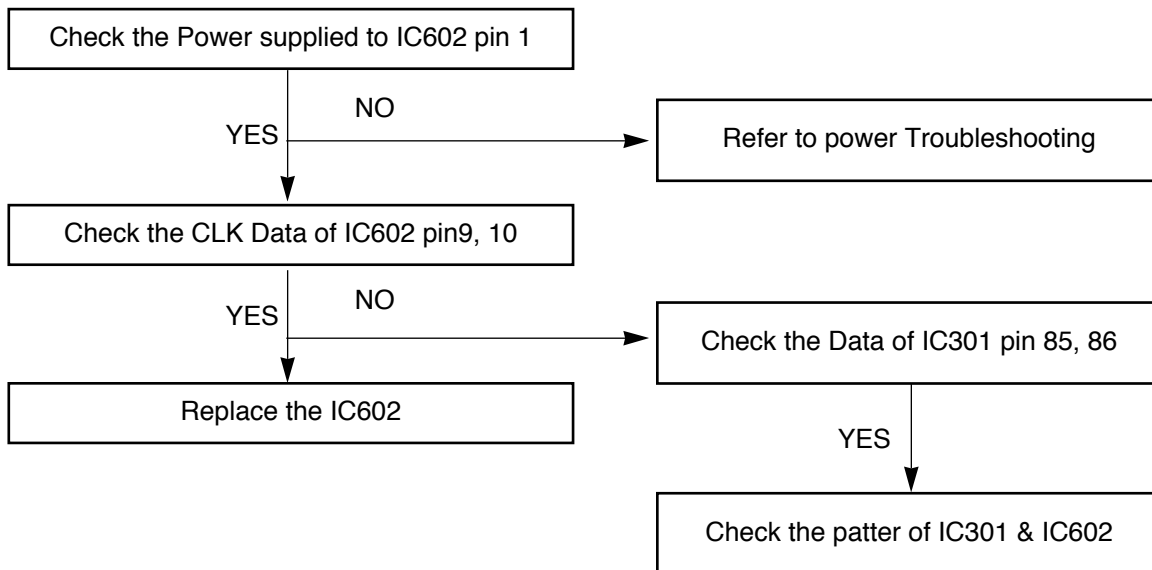 Check the Power supplied to IC602 pin 1
NO
YES
Refer to power Troubleshooting
Check the CLK Data of IC602 pin9, 10
NO
YES
Check the Data of IC301 pin 85, 86
Replace the IC602
YES
Check the patter of IC301 & IC602